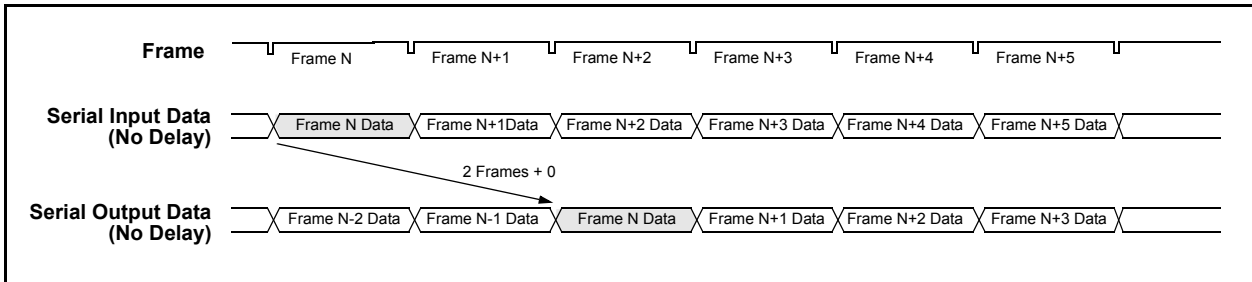 Frame
Frame N
Frame N+1
Frame N+2
Frame N+3
Frame N+4
Frame N+5
Serial Input Data
(No Delay)
Frame N Data
Frame N+1Data
Frame N+2 Data
Frame N+3 Data
Frame N+4 Data
Frame N+5 Data
2 Frames + 0
Serial Output Data
(No Delay)
Frame N-2 Data
Frame N-1 Data
Frame N Data
Frame N+1 Data
Frame N+2 Data
Frame N+3 Data